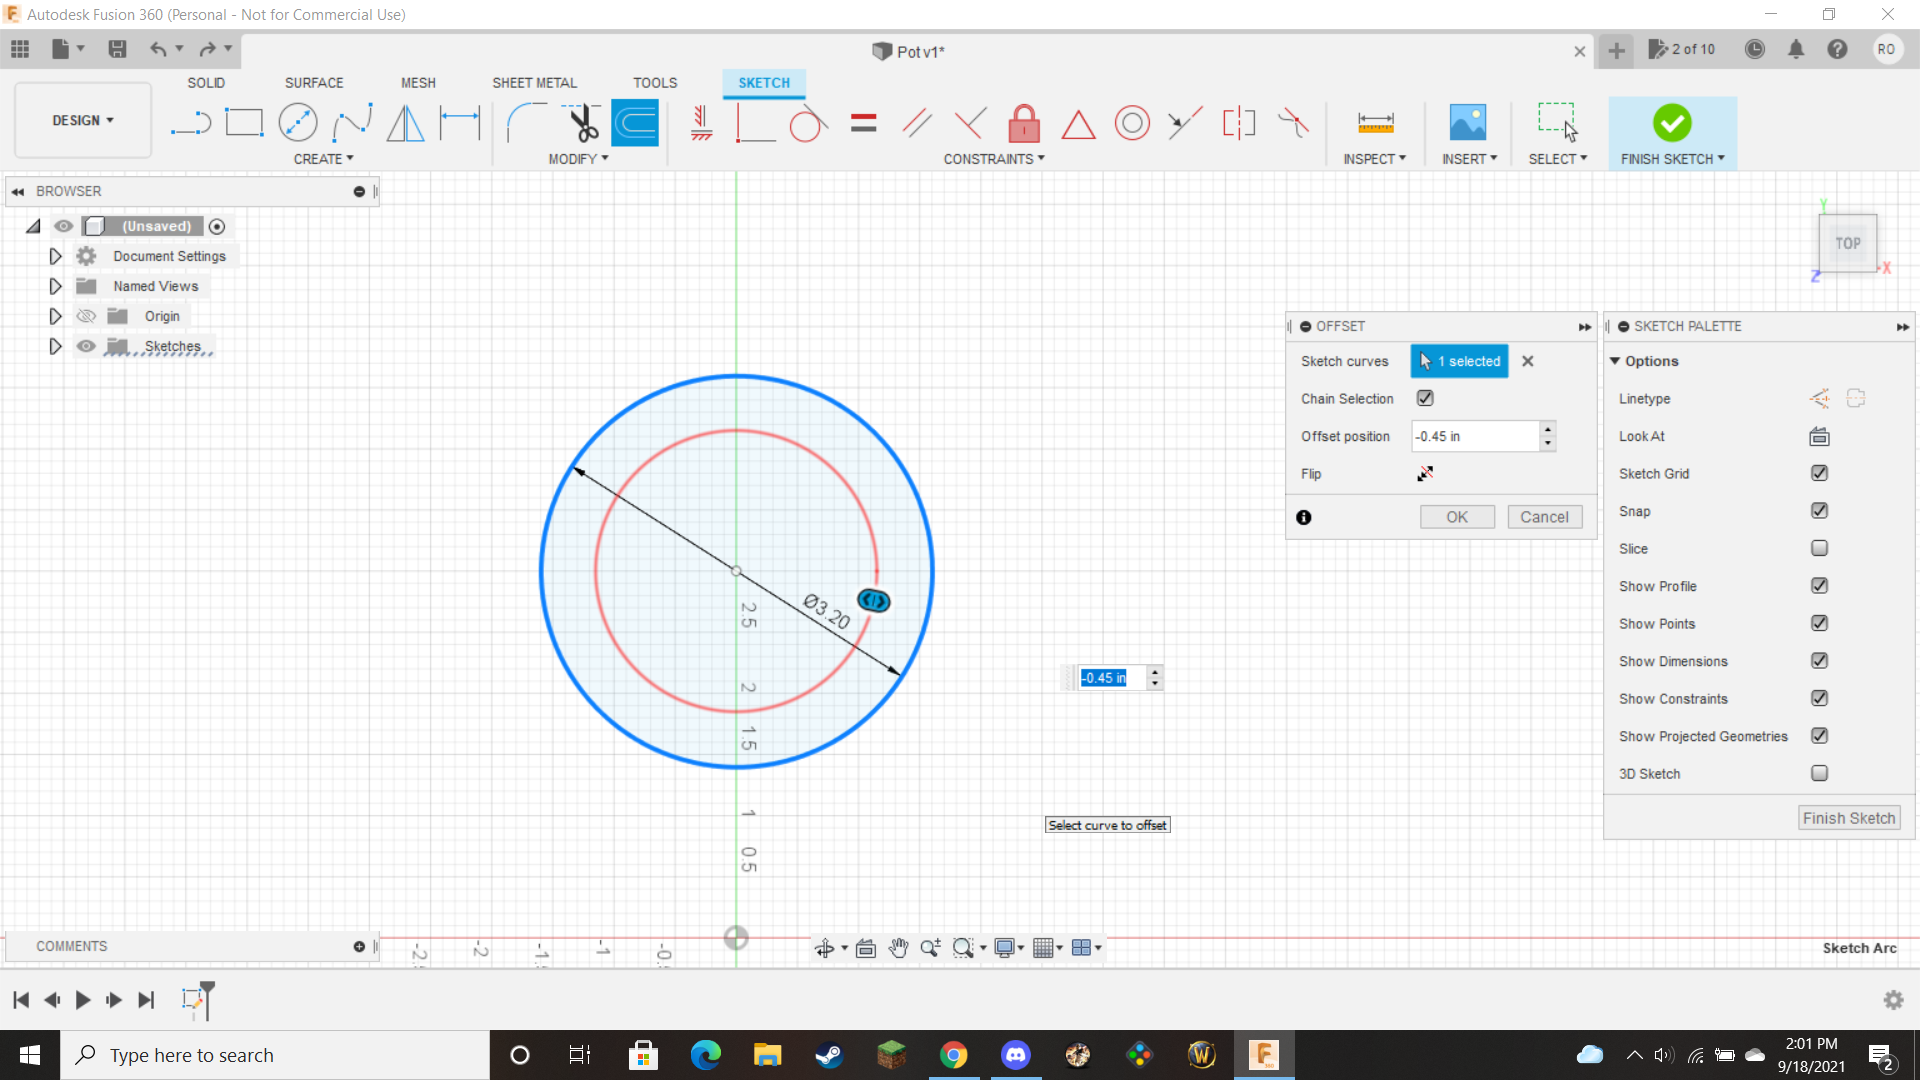 Autodesk Fusion 360 (Personal - Not for Commercial Use)
Pot v1*
2 of 10
RO
SOLID
SURFACE
MESH
SHEET METAL
TOOLS
SKETCH
DESIGN
CREATE
MODIFY
CONSTRAINTS
INSPECT
INSERT
SELECT
FINISH SKETCH
BROWSER
(Unsaved)
Document Settings
Named Views
Origin
Sketches
Y
TOP
Z
X
OFFSET
Sketch curves
1 selected
Chain Selection
Offset position
-0.45 in
Flip
OK
Cancel
SKETCH PALETTE
Options
Linetype
Look At
Sketch Grid
Snap
Slice
Show Profile
Show Points
Show Dimensions
Show Constraints
Show Projected Geometries
3D Sketch
Finish Sketch
Ø3.20
2.5
2
1.5
1
0.5
-0.45 in
Select curve to offset
COMMENTS
-2
-1
Sketch Arc
Type here to search
2:01 PM
9/18/2021
2